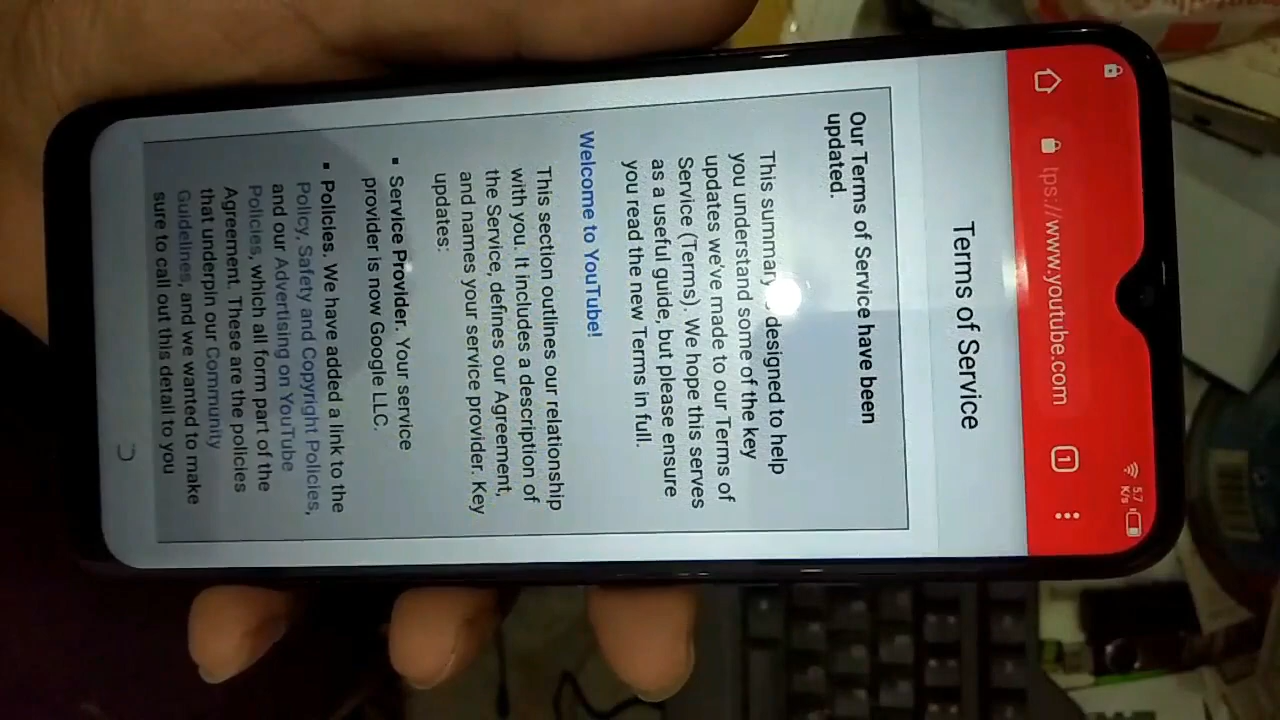 5.7
K/s
tps://www.youtube.com
1
Terms of Service
Our Terms of Service have been
updated.
This summary designed to help
you understand some of the key
updates we've made to our Terms of
Service (Terms). We hope this serves
as a useful guide, but please ensure
you read the new Terms in full.
Welcome to YouTube!
This section outlines our relationship
with you. It includes a description of
the Service, defines our Agreement,
and names your service provider. Key
updates:
▪ Service Provider. Your service
provider is now Google LLC.
▪ Policies. We have added a link to the
Policy, Safety and Copyright Policies,
and our Advertising on YouTube
Policies, which all form part of the
Agreement. These are the policies
that underpin our Community
Guidelines, and we wanted to make
sure to call out this detail to you